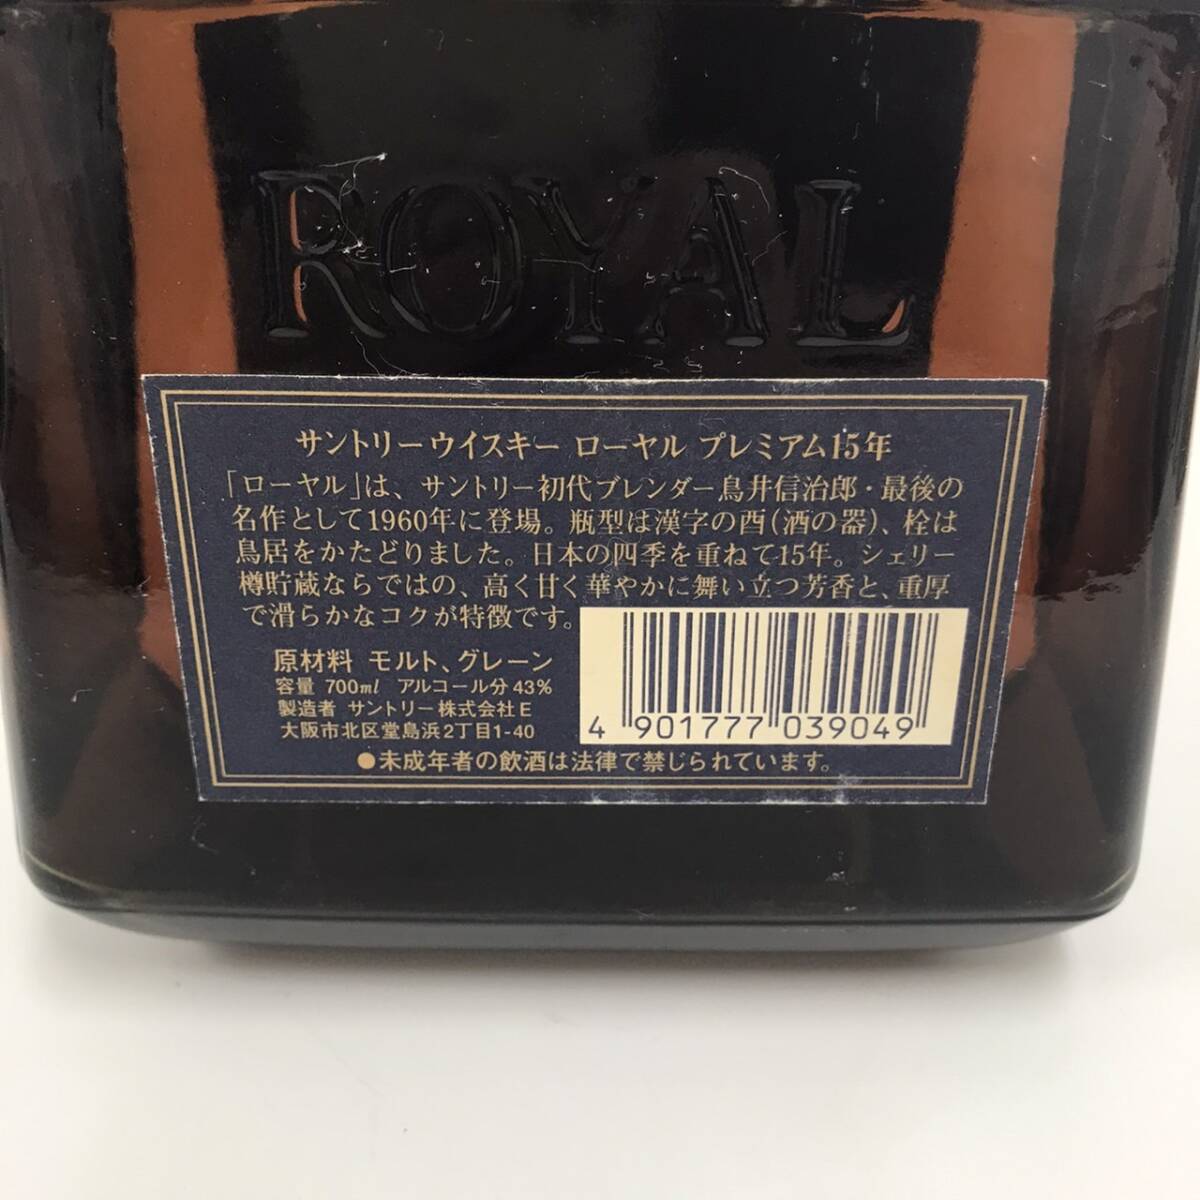 ROYAL
サントリーウイスキー ローヤル プレミアム15年
「ローヤル」は、サントリー初代ブレンダー鳥井信治郎・最後の
名作として1960年に登場。瓶型は漢字の酉(酒の器)、栓は
鳥居をかたどりました。日本の四季を重ねて15年。シェリー
樽貯蔵ならではの、高く甘く華やかに舞い立つ芳香と、重厚
で滑らかなコクが特徴です。
原材料 モルト、グレーン
容量 700ml アルコール分43%
製造者 サントリー株式会社E
大阪市北区堂島浜2丁目1-40
4 901777 039049
●未成年者の飲酒は法律で禁じられています。